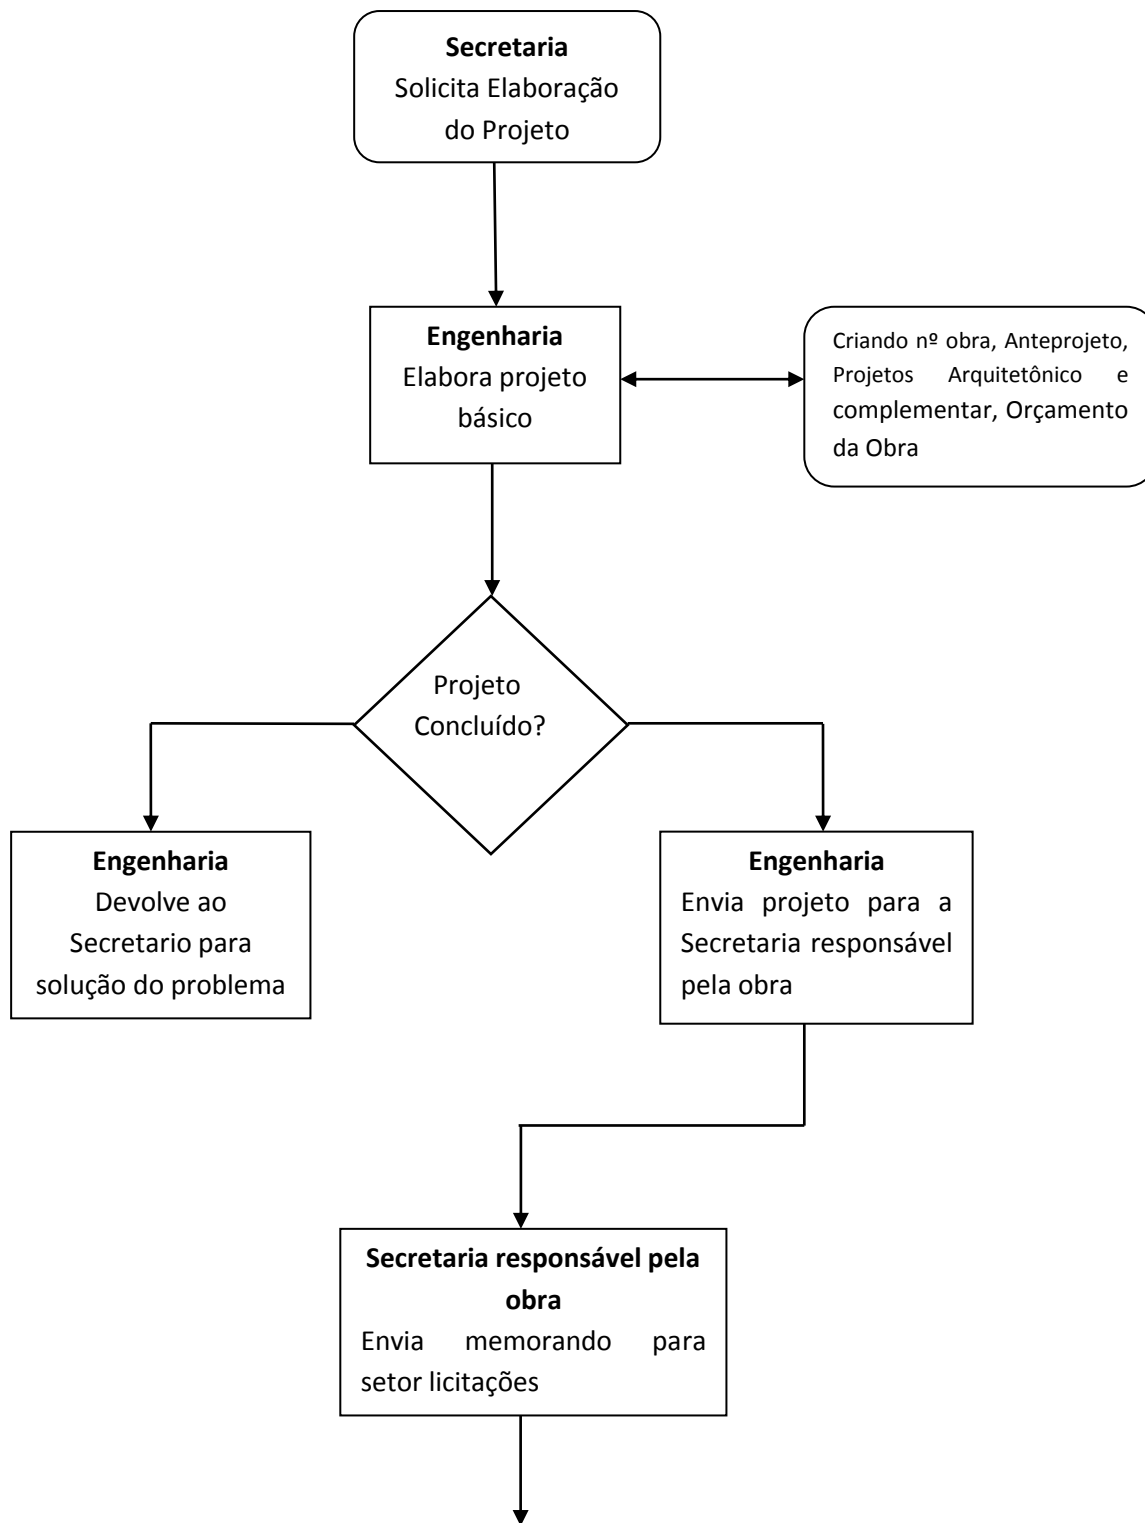 Secretaria
Solicita Elaboração
do Projeto
Engenharia
Elabora projeto
básico
Criando nº obra, Anteprojeto,
Projetos Arquitetônico e
complementar, Orçamento
da Obra
Projeto
Concluído?
Engenharia
Devolve ao
Secretario para
solução do problema
Engenharia
Envia projeto para a
Secretaria responsável
pela obra
Secretaria responsável pela
obra
Envia memorando para
setor licitações